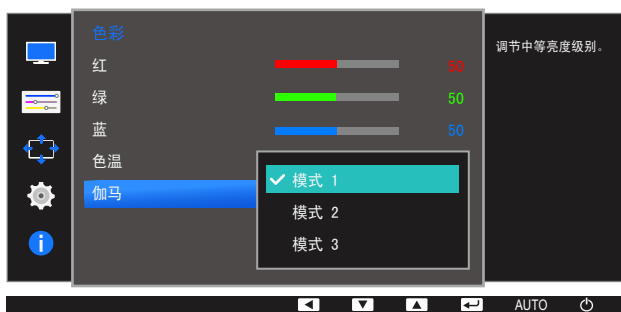 色彩
调节中等亮度级别。
红 50
绿 50
蓝 50
色温
伽马
模式 1
模式 2
模式 3
AUTO